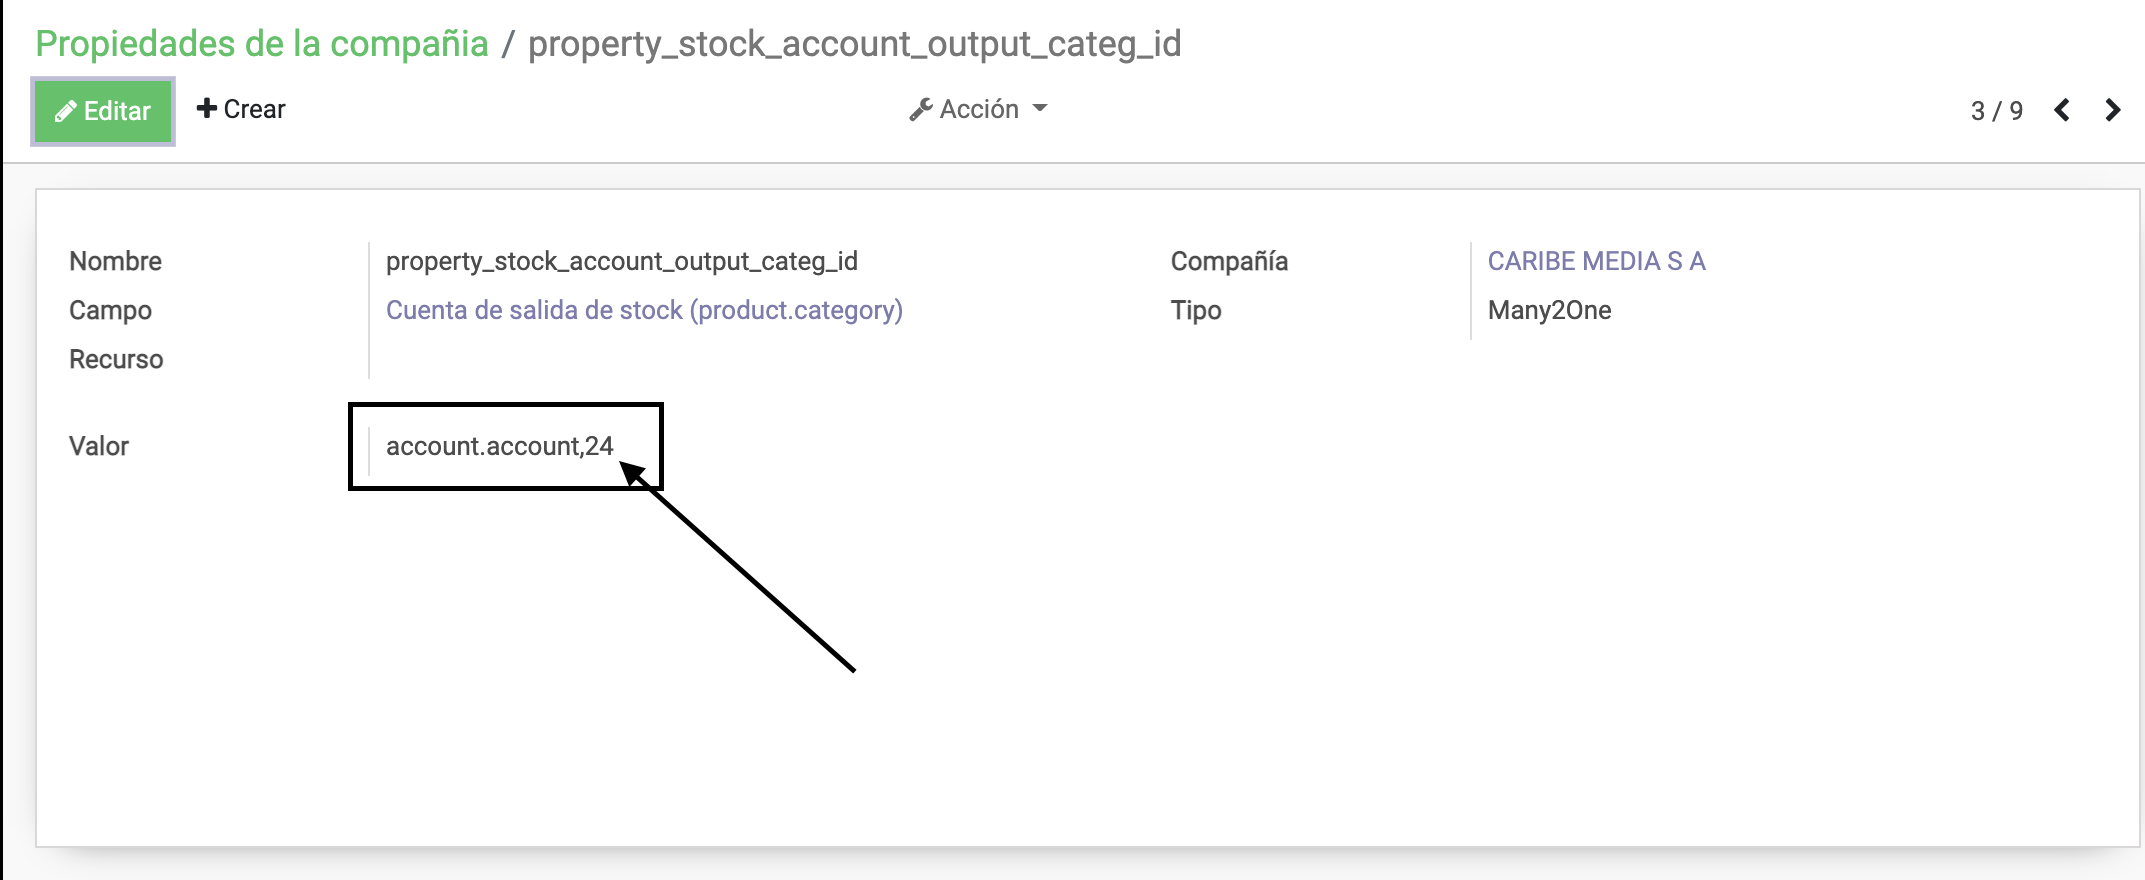 Propiedades de la compañia / property_stock_account_output_categ_id
Editar
Crear
Acción
3 / 9
Nombre property_stock_account_output_categ_id
Campo Cuenta de salida de stock (product.category)
Recurso
Compañía CARIBE MEDIA S A
Tipo Many2One
Valor account.account,24